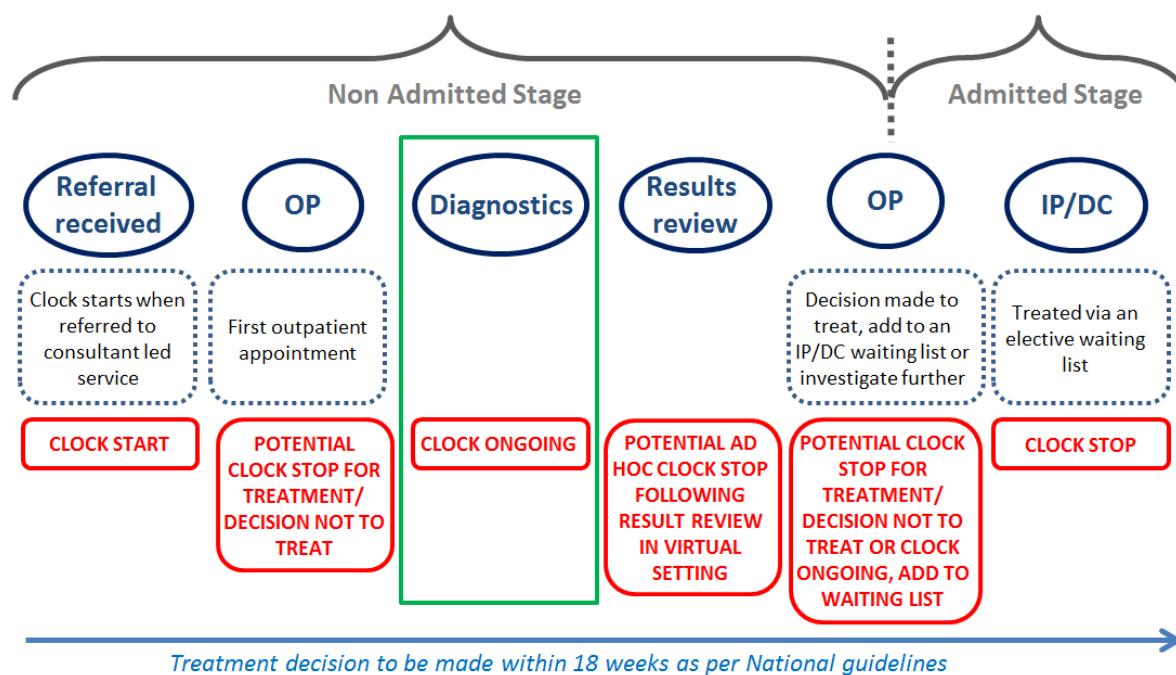 Non Admitted Stage
Admitted Stage
Referral
received
OP
Diagnostics
Results
review
OP
IP/DC
Clock starts when
referred to
consultant led
service
First outpatient
appointment
Decision made to
treat, add to an
IP/DC waiting list or
investigate further
Treated via an
elective waiting
list
CLOCK START
POTENTIAL
CLOCK STOP FOR
TREATMENT/
DECISION NOT TO
TREAT
CLOCK ONGOING
POTENTIAL AD
HOC CLOCK STOP
FOLLOWING
RESULT REVIEW
IN VIRTUAL
SETTING
POTENTIAL CLOCK
STOP FOR
TREATMENT/
DECISION NOT TO
TREAT OR CLOCK
ONGOING, ADD TO
WAITING LIST
CLOCK STOP
Treatment decision to be made within 18 weeks as per National guidelines